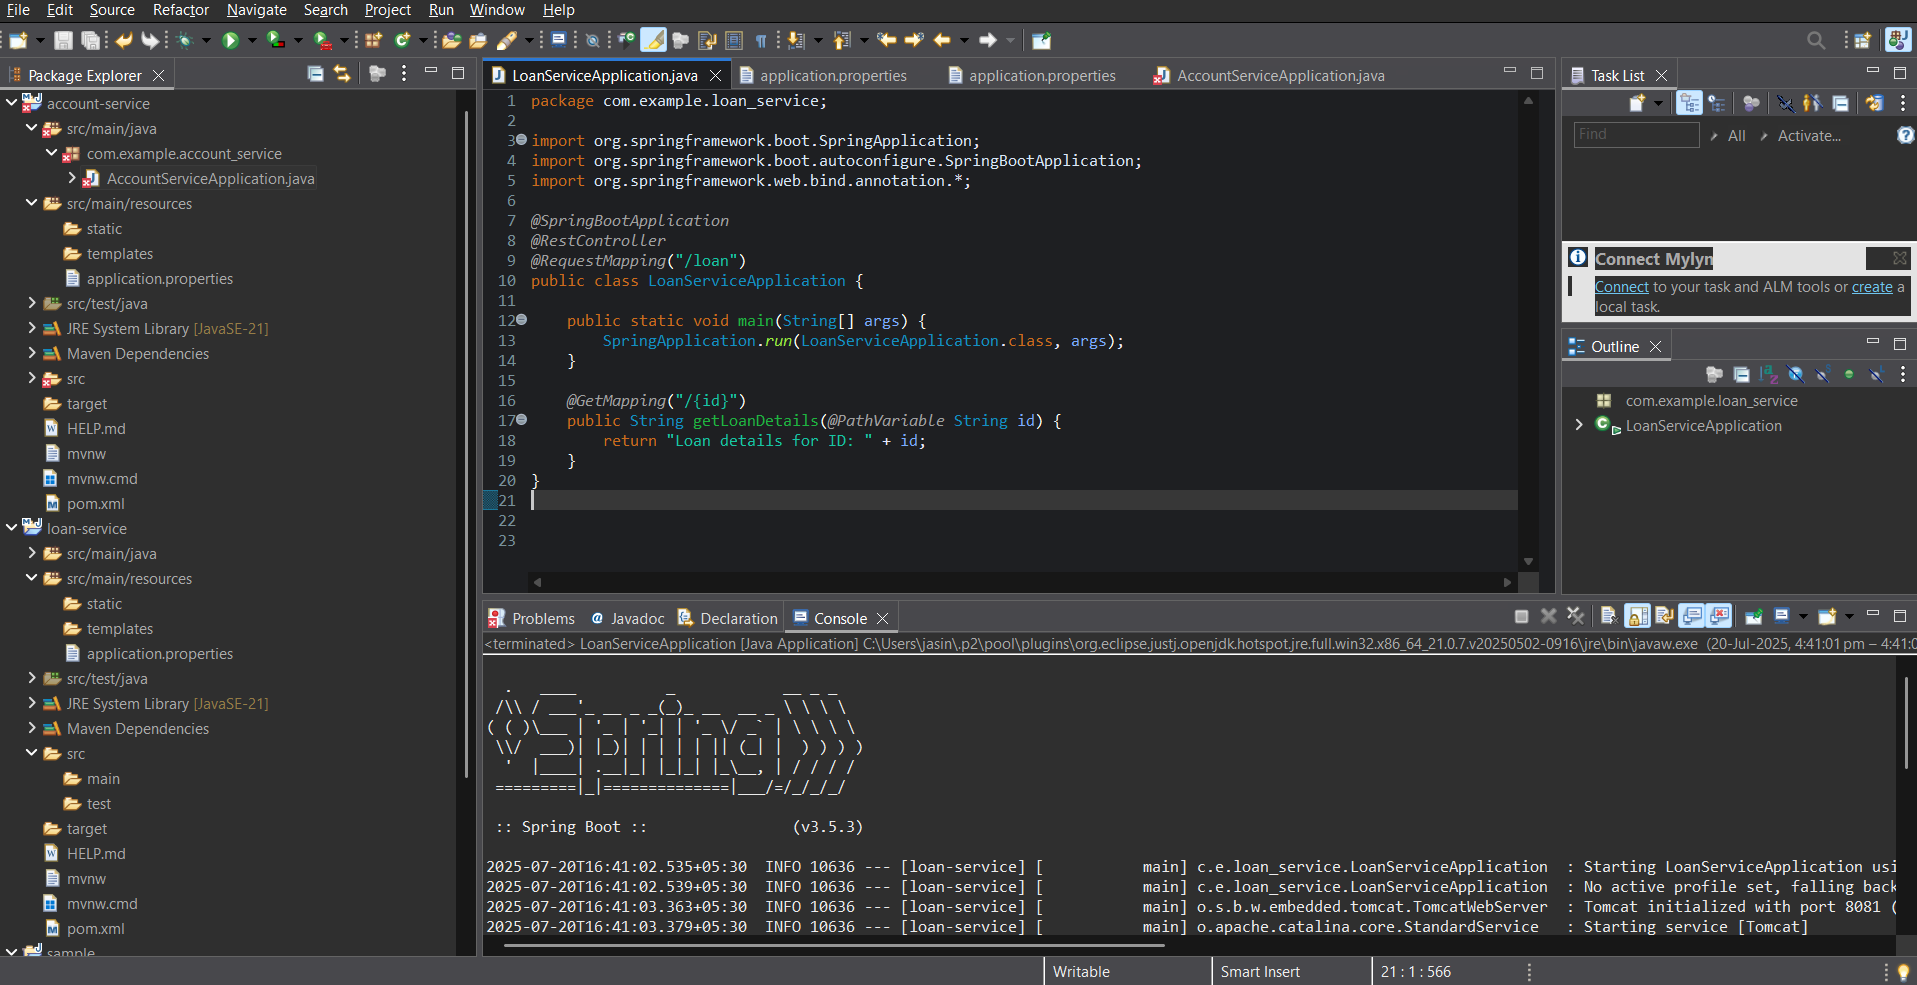 File Edit Source Refactor Navigate Search Project Run Window Help
Package Explorer
account-service
src/main/java
com.example.account_service
AccountServiceApplication.java
src/main/resources
static
templates
application.properties
src/test/java
JRE System Library [JavaSE-21]
Maven Dependencies
src
target
HELP.md
mvnw
mvnw.cmd
pom.xml
loan-service
src/main/java
src/main/resources
static
templates
application.properties
src/test/java
JRE System Library [JavaSE-21]
Maven Dependencies
src
main
test
target
HELP.md
mvnw
mvnw.cmd
pom.xml
sample
LoanServiceApplication.java application.properties application.properties AccountServiceApplication.java
1 package com.example.loan_service;
2
3 import org.springframework.boot.SpringApplication;
4 import org.springframework.boot.autoconfigure.SpringBootApplication;
5 import org.springframework.web.bind.annotation.*;
6
7 @SpringBootApplication
8 @RestController
9 @RequestMapping("/loan")
10 public class LoanServiceApplication {
11
12 public static void main(String[] args) {
13 SpringApplication.run(LoanServiceApplication.class, args);
14 }
15
16 @GetMapping("/{id}")
17 public String getLoanDetails(@PathVariable String id) {
18 return "Loan details for ID: " + id;
19 }
20 }
21
22
23
Task List
Find All Activate...
Connect Mylyn
Connect to your task and ALM tools or create a
local task.
Outline
com.example.loan_service
LoanServiceApplication
Problems Javadoc Declaration Console
<terminated> LoanServiceApplication [Java Application] C:\Users\jasin\.p2\pool\plugins\org.eclipse.justj.openjdk.hotspot.jre.full.win32.x86_64_21.0.7.v20250502-0916\jre\bin\javaw.exe (20-Jul-2025, 4:41:01 pm – 4:41:0
Spring
:: Spring Boot :: (v3.5.3)
2025-07-20T16:41:02.535+05:30 INFO 10636 --- [loan-service] [ main] c.e.loan_service.LoanServiceApplication : Starting LoanServiceApplication usi
2025-07-20T16:41:02.539+05:30 INFO 10636 --- [loan-service] [ main] c.e.loan_service.LoanServiceApplication : No active profile set, falling back
2025-07-20T16:41:03.363+05:30 INFO 10636 --- [loan-service] [ main] o.s.b.w.embedded.tomcat.TomcatWebServer : Tomcat initialized with port 8081 (
2025-07-20T16:41:03.379+05:30 INFO 10636 --- [loan-service] [ main] o.apache.catalina.core.StandardService : Starting service [Tomcat]
Writable Smart Insert 21 : 1 : 566